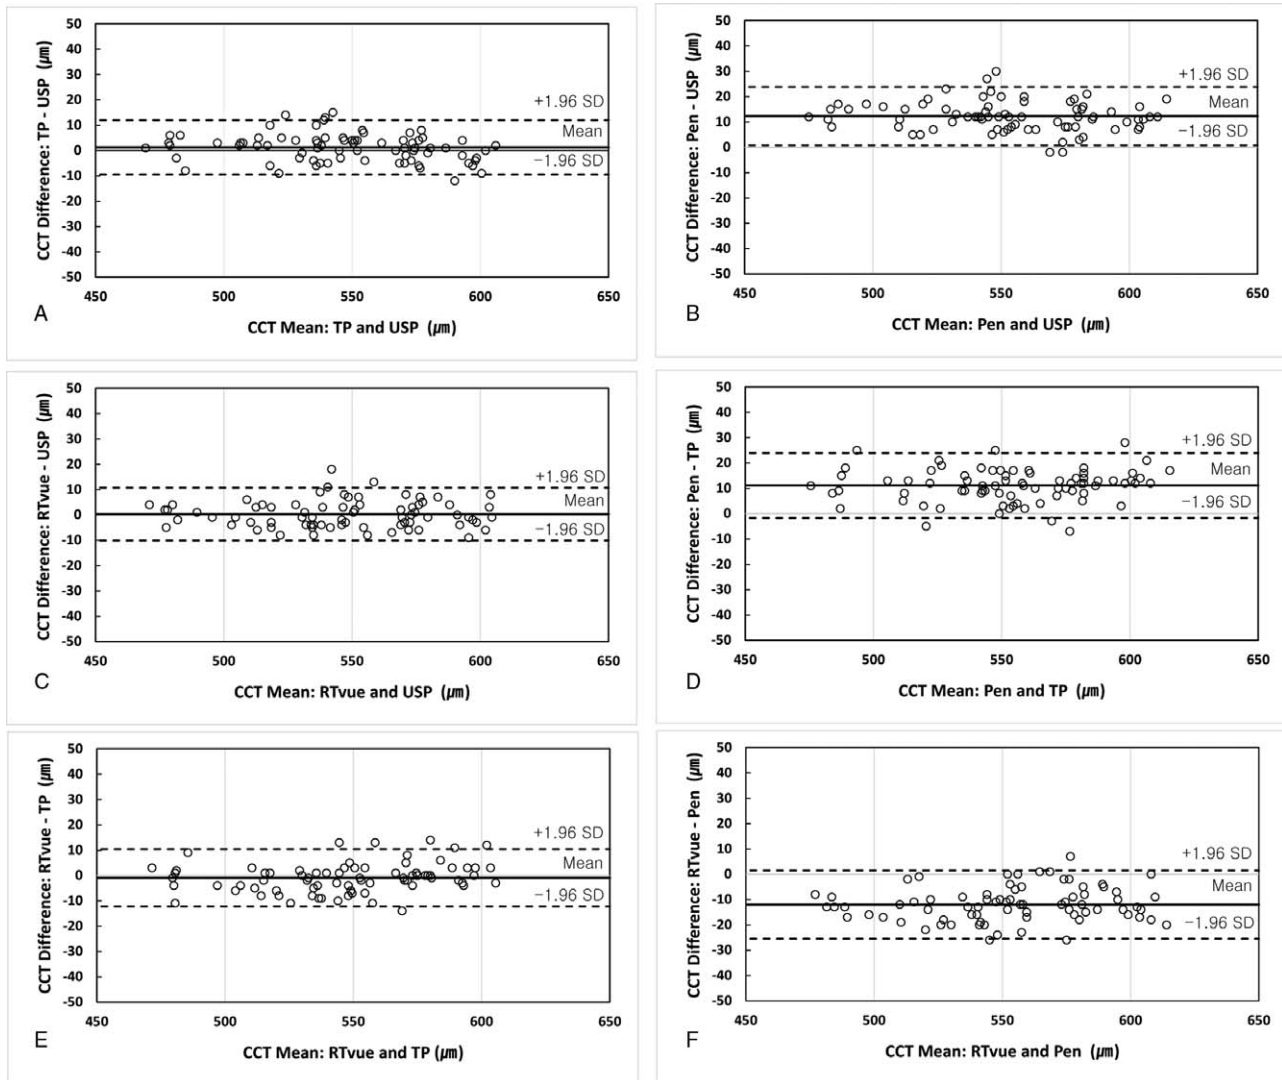 50
40
30
20
10
0
-10
-20
-30
-40
-50
CCT Difference: TP - USP (㎛)
+1.96 SD
Mean
−1.96 SD
450 500 550 600 650
A
CCT Mean: TP and USP (㎛)
50
40
30
20
10
0
-10
-20
-30
-40
-50
CCT Difference: Pen - USP (㎛)
+1.96 SD
Mean
−1.96 SD
450 500 550 600 650
B
CCT Mean: Pen and USP (㎛)
50
40
30
20
10
0
-10
-20
-30
-40
-50
CCT Difference: RTvue - USP (㎛)
+1.96 SD
Mean
−1.96 SD
450 500 550 600 650
C
CCT Mean: RTvue and USP (㎛)
50
40
30
20
10
0
-10
-20
-30
-40
-50
CCT Difference: Pen - TP (㎛)
+1.96 SD
Mean
−1.96 SD
450 500 550 600 650
D
CCT Mean: Pen and TP (㎛)
50
40
30
20
10
0
-10
-20
-30
-40
-50
CCT Difference: RTvue - TP (㎛)
+1.96 SD
Mean
−1.96 SD
450 500 550 600 650
E
CCT Mean: RTvue and TP (㎛)
50
40
30
20
10
0
-10
-20
-30
-40
-50
CCT Difference: RTvue - Pen (㎛)
+1.96 SD
Mean
−1.96 SD
450 500 550 600 650
F
CCT Mean: RTvue and Pen (㎛)